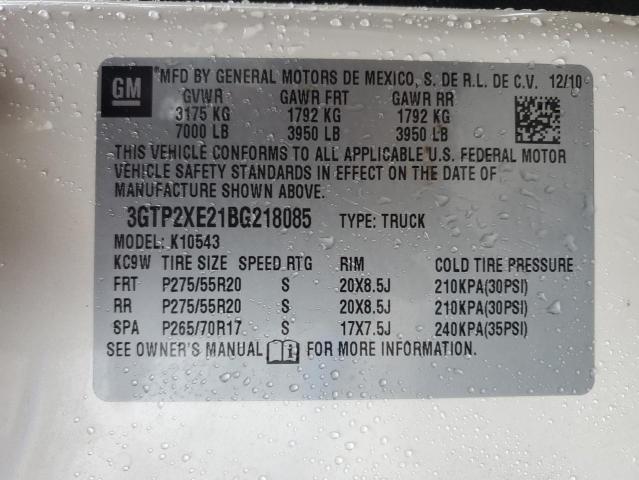 GM
*MFD BY GENERAL MOTORS DE MEXICO, S. DE R.L. DE C.V. 12/10
GVWR GAWR FRT GAWR RR
3175 KG 1792 KG 1792 KG
7000 LB 3950 LB 3950 LB
THIS VEHICLE CONFORMS TO ALL APPLICABLE U.S. FEDERAL MOTOR
VEHICLE SAFETY STANDARDS IN EFFECT ON THE DATE OF
MANUFACTURE SHOWN ABOVE.
3GTP2XE21BG218085 TYPE: TRUCK
MODEL: K10543
KC9W TIRE SIZE SPEED RTG RIM COLD TIRE PRESSURE
FRT P275/55R20 S 20X8.5J 210KPA(30PSI)
RR P275/55R20 S 20X8.5J 210KPA(30PSI)
SPA P265/70R17 S 17X7.5J 240KPA(35PSI)
SEE OWNER'S MANUAL FOR MORE INFORMATION.